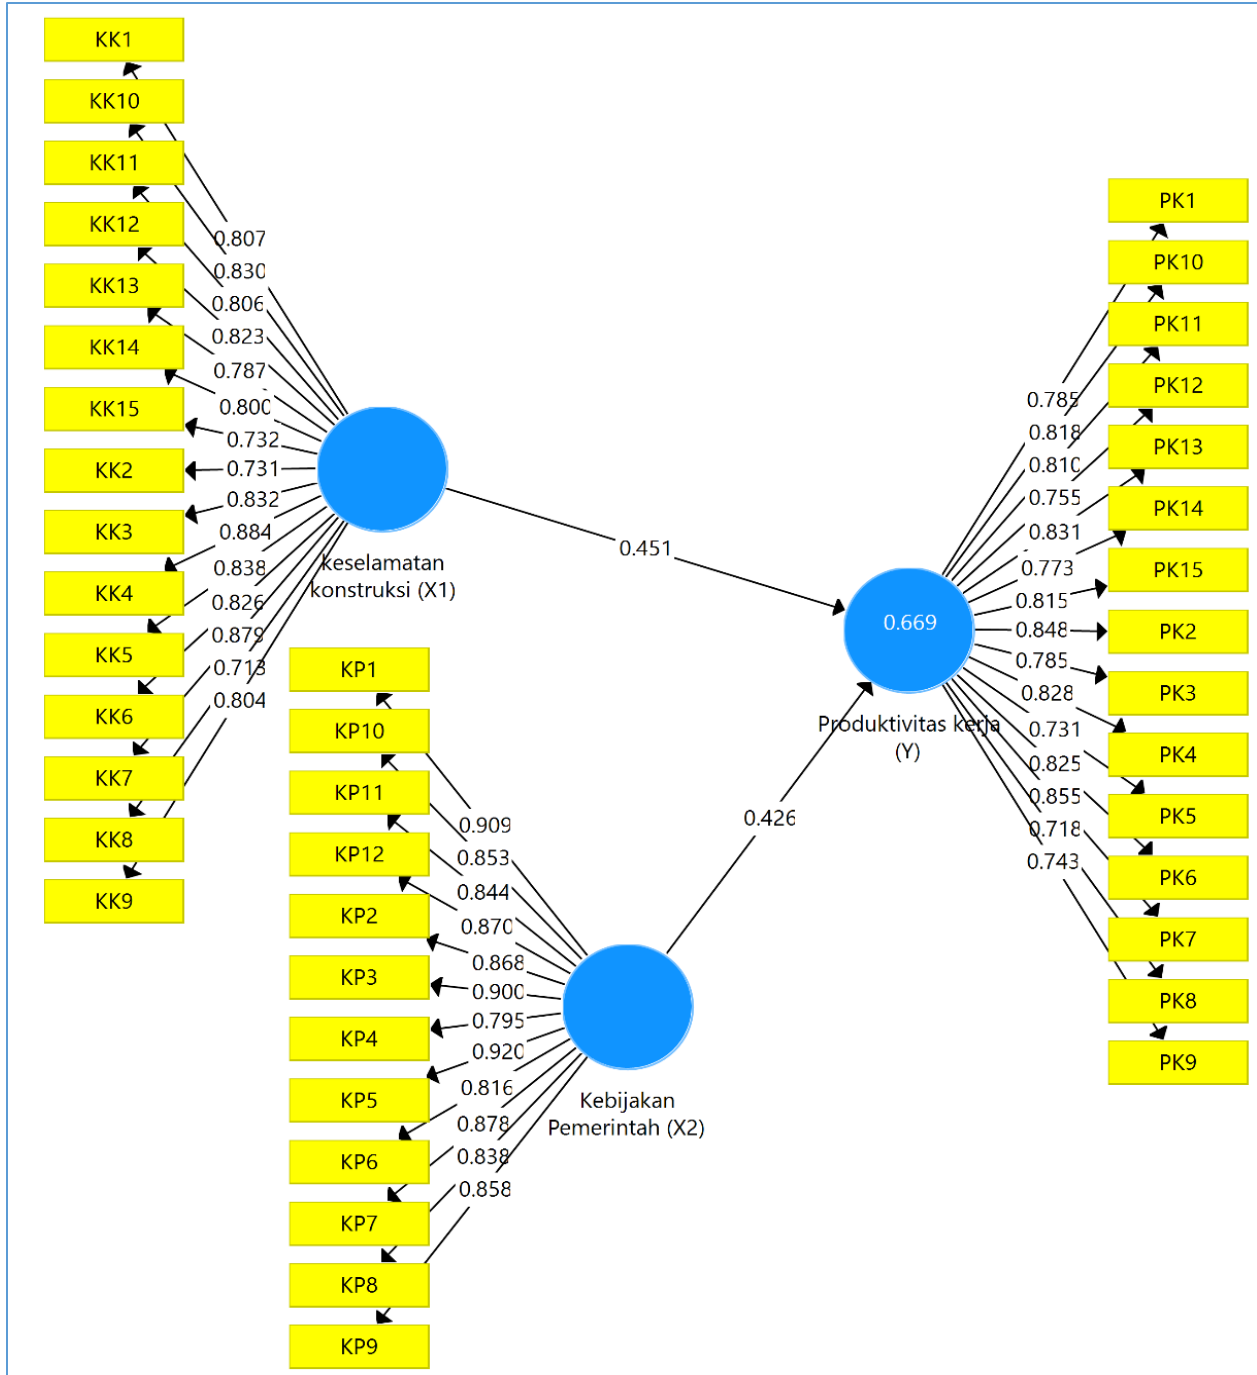 KK1
KK10
KK11
KK12
KK13
KK14
KK15
KK2
KK3
KK4
KK5
KK6
KK7
KK8
KK9
0.807
0.830
0.806
0.823
0.787
0.800
0.732
0.731
0.832
0.884
0.838
0.826
0.879
0.713
0.804
keselamatan
konstruksi (X1)
0.451
KP1
KP10
KP11
KP12
KP2
KP3
KP4
KP5
KP6
KP7
KP8
KP9
0.909
0.853
0.844
0.870
0.868
0.900
0.795
0.920
0.816
0.878
0.838
0.858
Kebijakan
Pemerintah (X2)
0.426
0.669
Produktivitas kerja
(Y)
0.785
0.818
0.810
0.755
0.831
0.773
0.815
0.848
0.785
0.828
0.731
0.825
0.855
0.718
0.743
PK1
PK10
PK11
PK12
PK13
PK14
PK15
PK2
PK3
PK4
PK5
PK6
PK7
PK8
PK9